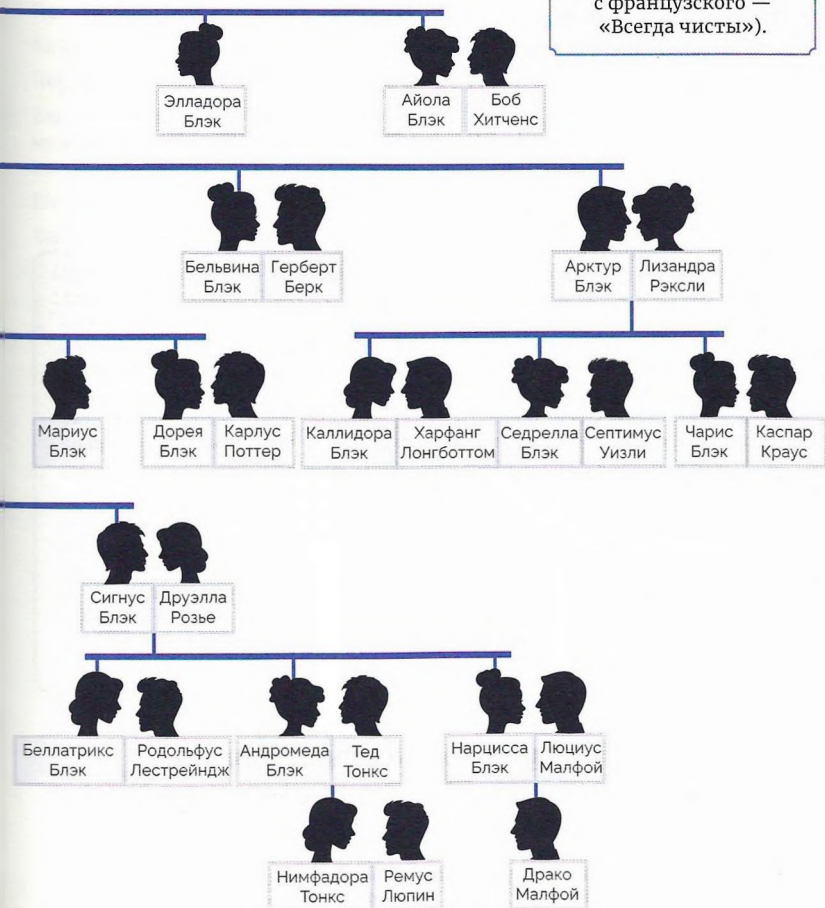 с французского —
«Всегда чисты»).
Элладора
Блэк
Айола
Блэк
Боб
Хитченс
Бельвина
Блэк
Герберт
Берк
Арктур
Блэк
Лизандра
Рэксли
Мариус
Блэк
Дорея
Блэк
Карлус
Поттер
Каллидора
Блэк
Харфанг
Лонгботтом
Седрелла
Блэк
Септимус
Уизли
Чарис
Блэк
Каспар
Краус
Сигнус
Блэк
Друэлла
Розье
Беллатрикс
Блэк
Родольфус
Лестрейндж
Андромеда
Блэк
Тед
Тонкс
Нарцисса
Блэк
Люциус
Малфой
Нимфадора
Тонкс
Ремус
Люпин
Драко
Малфой